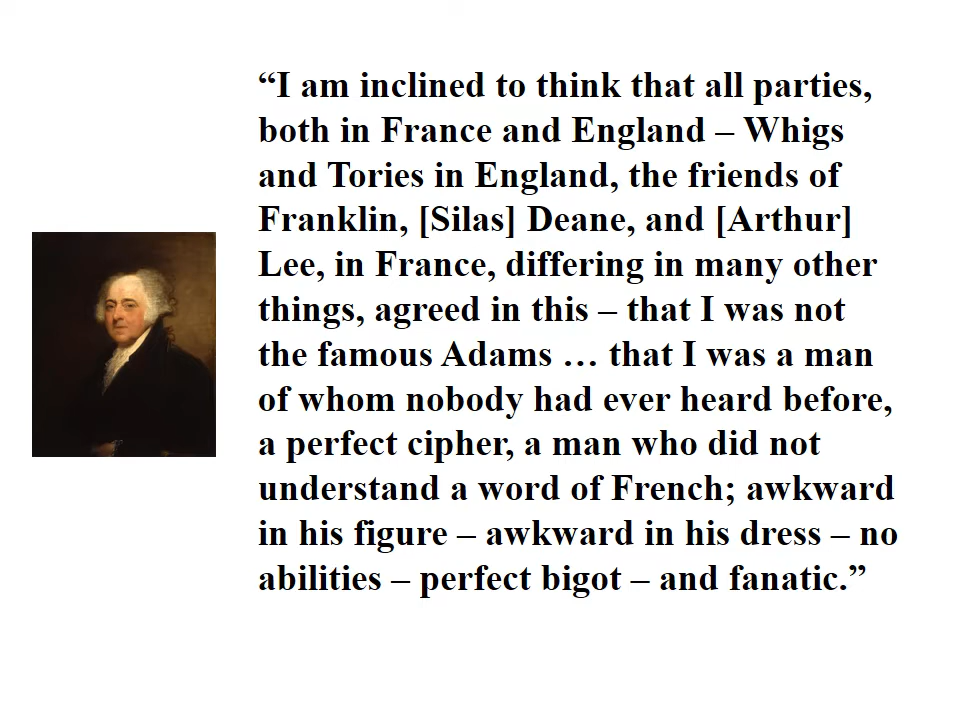 “I am inclined to think that all parties,
both in France and England – Whigs
and Tories in England, the friends of
Franklin, [Silas] Deane, and [Arthur]
Lee, in France, differing in many other
things, agreed in this – that I was not
the famous Adams … that I was a man
of whom nobody had ever heard before,
a perfect cipher, a man who did not
understand a word of French; awkward
in his figure – awkward in his dress – no
abilities – perfect bigot – and fanatic.”